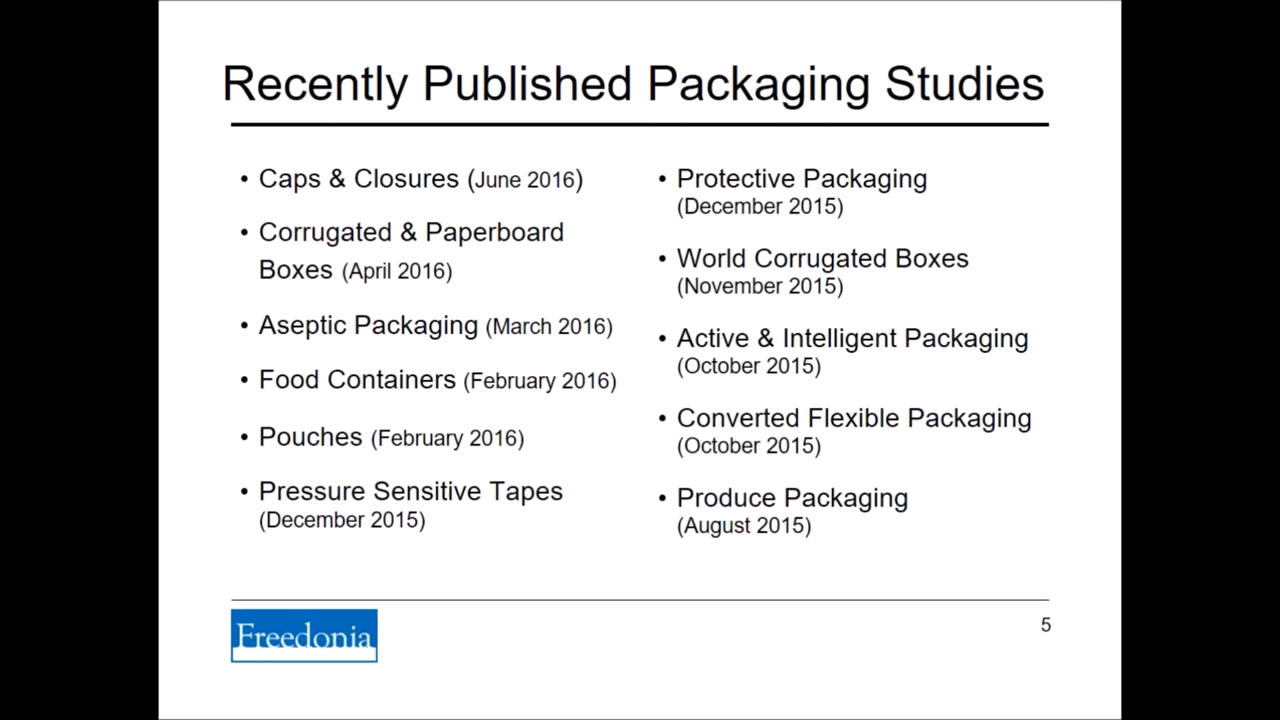 Recently Published Packaging Studies
• Caps & Closures (June 2016)
• Corrugated & Paperboard
Boxes (April 2016)
• Aseptic Packaging (March 2016)
• Food Containers (February 2016)
• Pouches (February 2016)
• Pressure Sensitive Tapes
(December 2015)
• Protective Packaging
(December 2015)
• World Corrugated Boxes
(November 2015)
• Active & Intelligent Packaging
(October 2015)
• Converted Flexible Packaging
(October 2015)
• Produce Packaging
(August 2015)
Freedonia
5